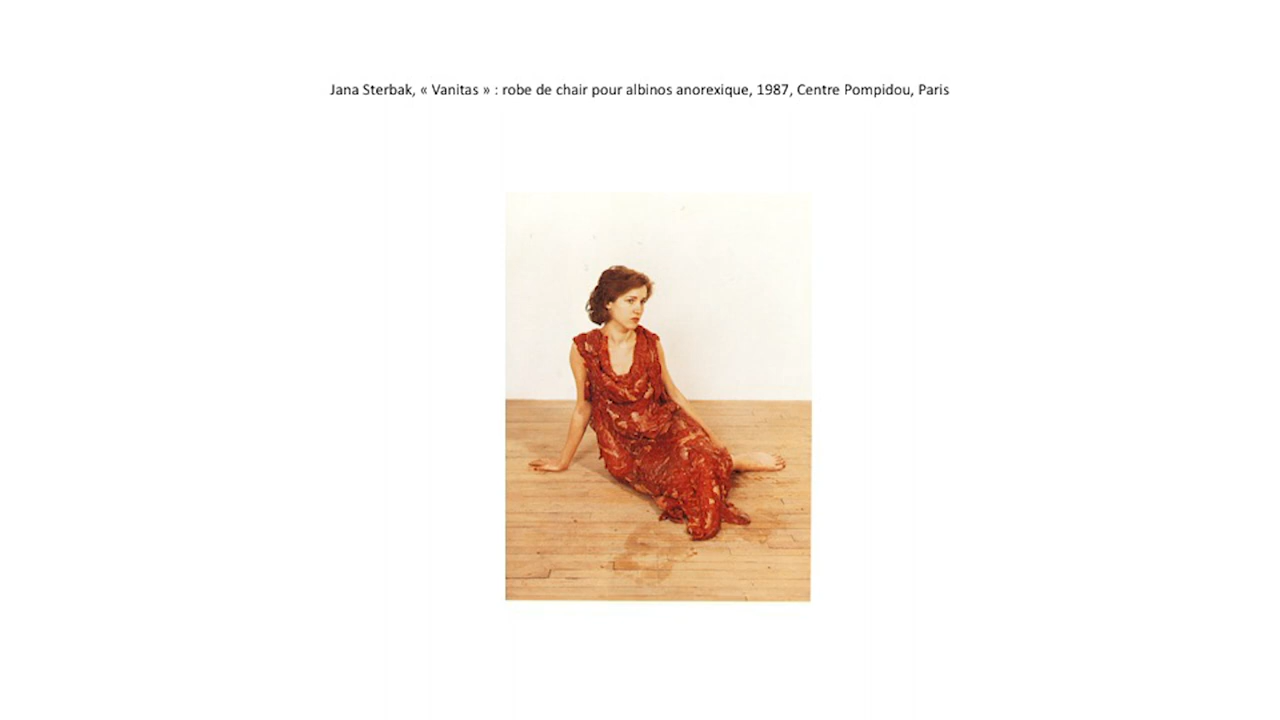 Jana Sterbak, « Vanitas » : robe de chair pour albinos anorexique, 1987, Centre Pompidou, Paris